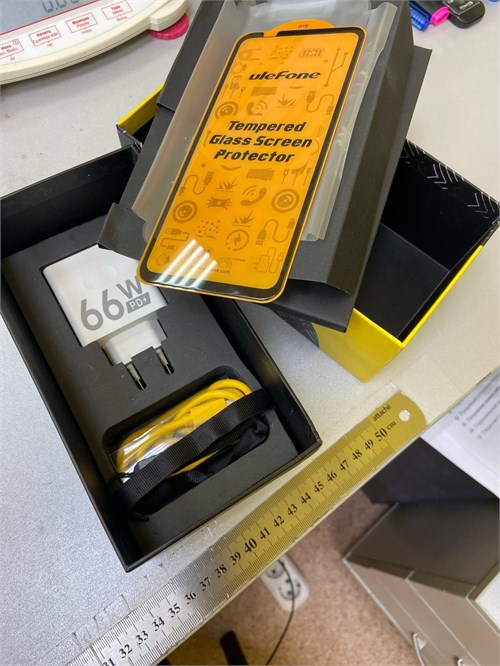 uleFone
Tempered
Glass Screen
Protector
66W
PD+
attache
31 32 33 34 35 36 37 38 39 40 41 42 43 44 45 46 47 48 49 50 cm